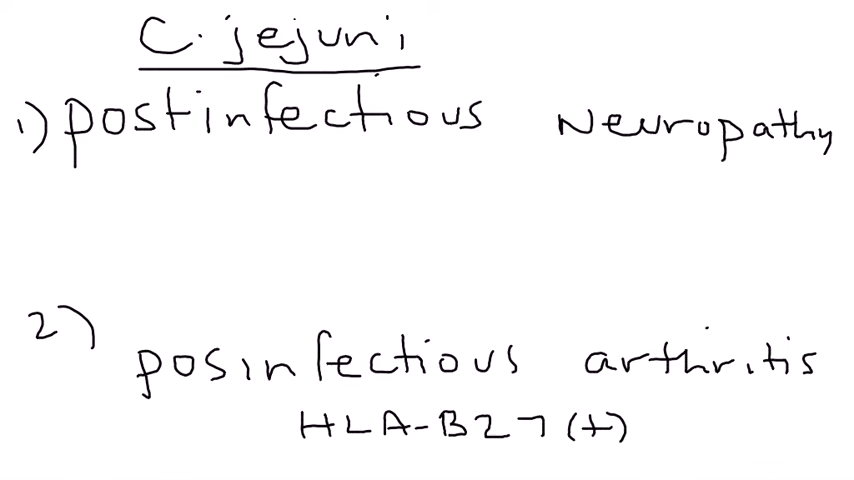 C. jejuni
1) postinfectious Neuropathy
2) posinfectious arthritis
HLA-B27 (+)